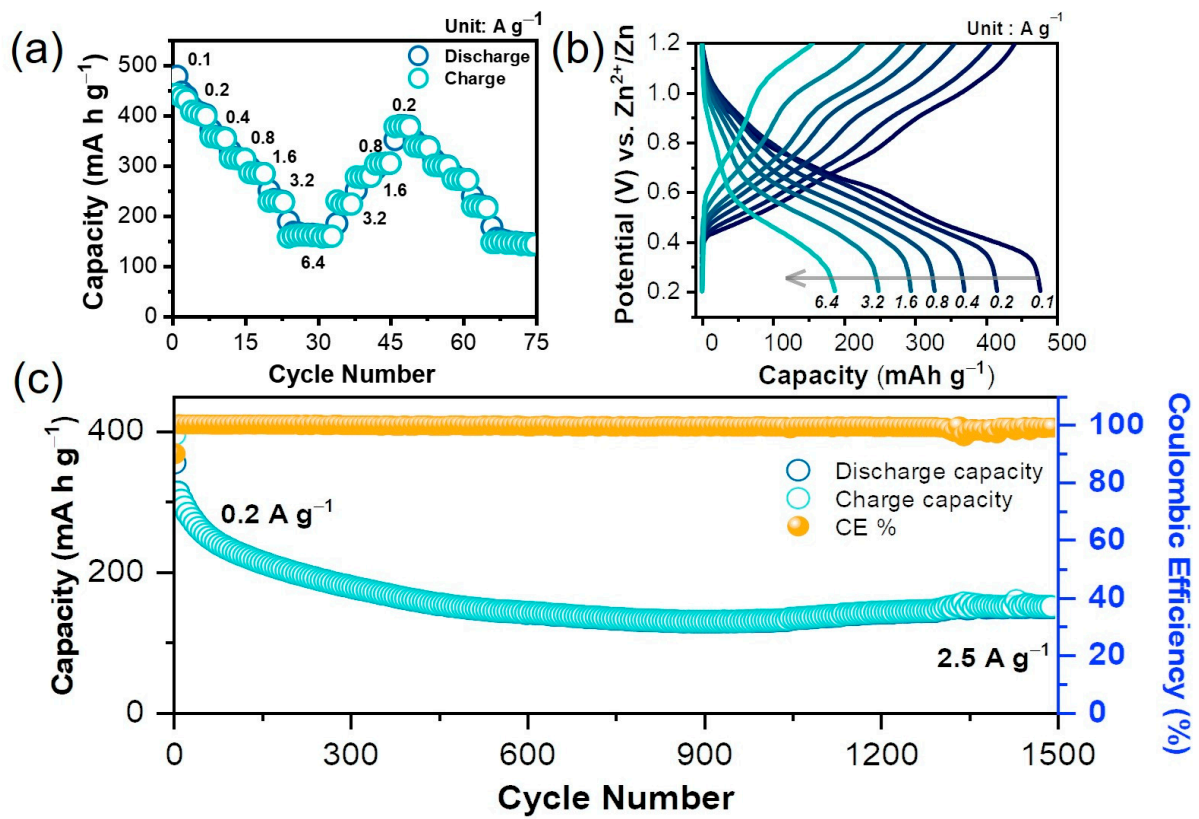 (a)
Unit: A g⁻¹
Discharge
Charge
0.1
0.2
0.4
0.8
1.6
3.2
6.4
3.2
1.6
0.8
0.2
500
400
300
200
100
0
0 15 30 45 60 75
Capacity (mA h g⁻¹)
Cycle Number
(b)
Unit : A g⁻¹
1.2
1.0
0.8
0.6
0.4
0.2
6.4 3.2 1.6 0.8 0.4 0.2 0.1
0 100 200 300 400 500
Potential (V) vs. Zn²⁺/Zn
Capacity (mAh g⁻¹)
(c)
400
200
0
Capacity (mA h g⁻¹)
0.2 A g⁻¹
Discharge capacity
Charge capacity
CE %
2.5 A g⁻¹
100
80
60
40
20
0
Coulombic Efficiency (%)
0 300 600 900 1200 1500
Cycle Number